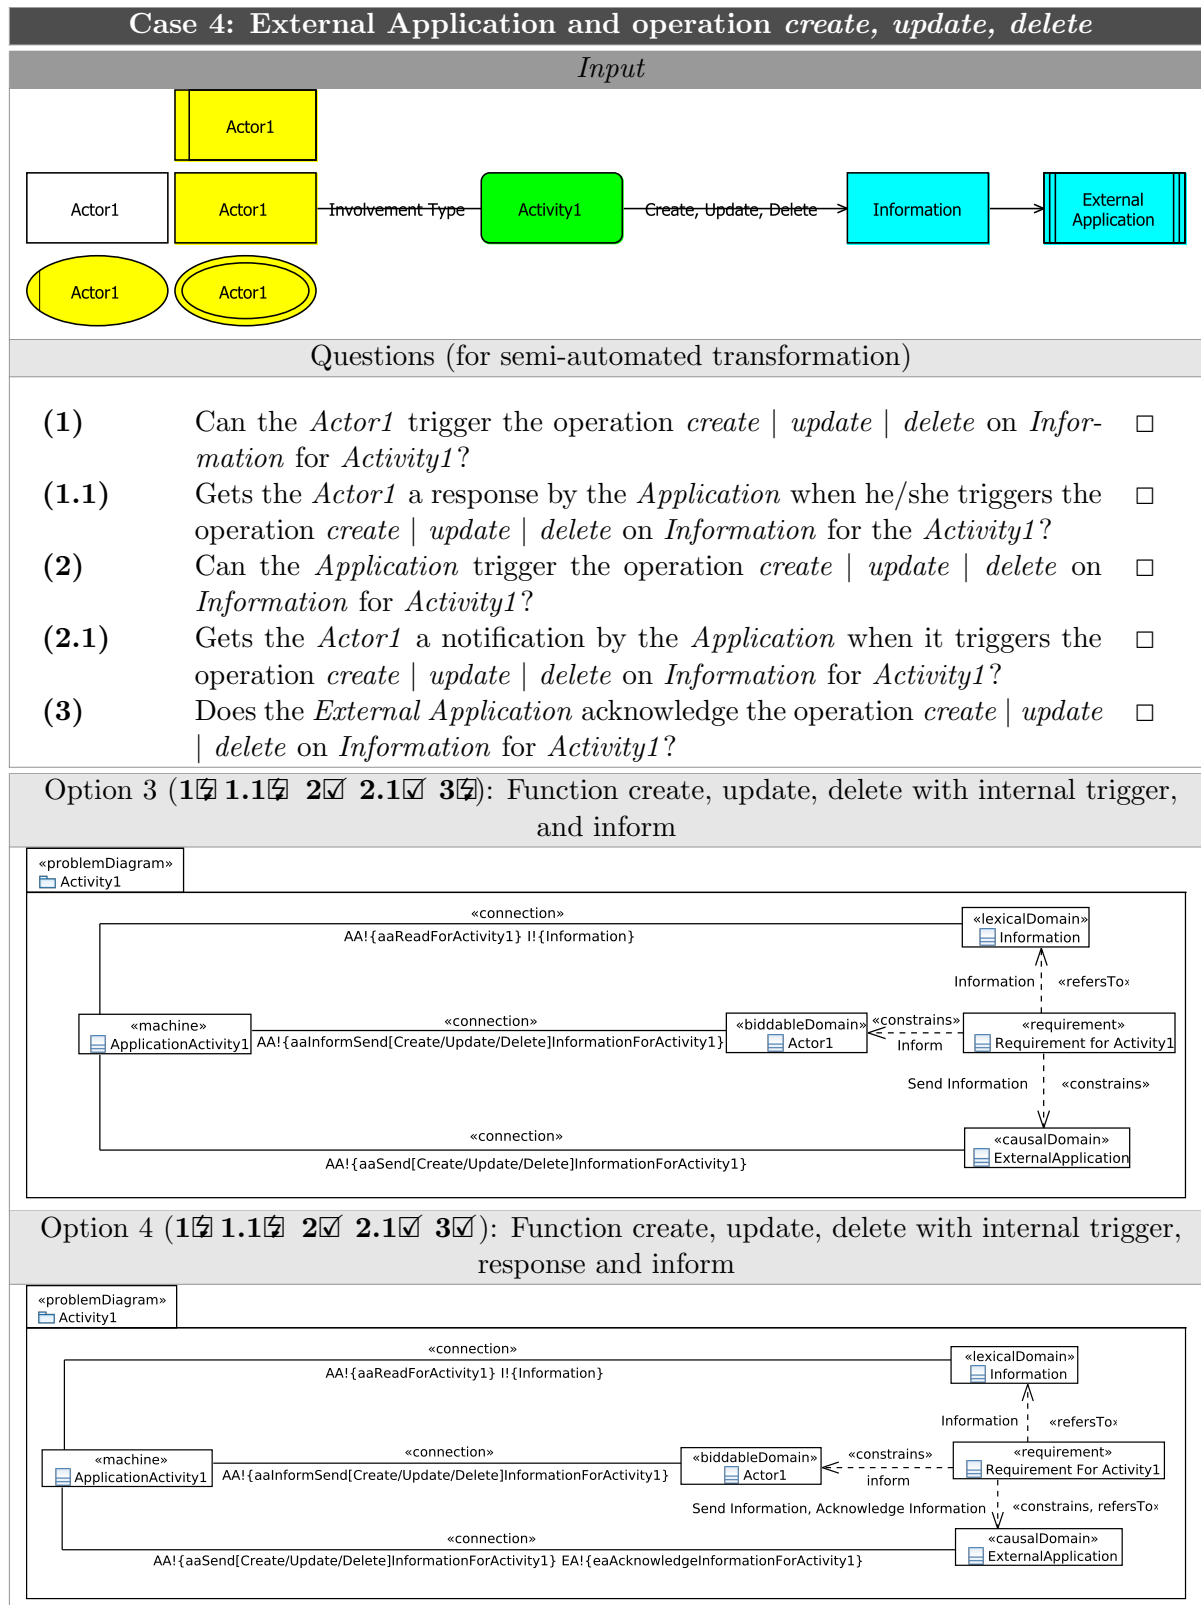 Case 4: External Application and operation create, update, delete
Input
Actor1
Actor1 Actor1 Involvement Type Activity1 Create, Update, Delete Information External
Application
Actor1 Actor1
Questions (for semi-automated transformation)
(1) Can the Actor1 trigger the operation create | update | delete on Infor- ☐
mation for Activity1?
(1.1) Gets the Actor1 a response by the Application when he/she triggers the ☐
operation create | update | delete on Information for the Activity1?
(2) Can the Application trigger the operation create | update | delete on ☐
Information for Activity1?
(2.1) Gets the Actor1 a notification by the Application when it triggers the ☐
operation create | update | delete on Information for Activity1?
(3) Does the External Application acknowledge the operation create | update ☐
| delete on Information for Activity1?
Option 3 (1 1.1 2☑ 2.1☑ 3): Function create, update, delete with internal trigger,
and inform
«problemDiagram»
Activity1
«connection»
AA!{aaReadForActivity1} I!{Information}
«lexicalDomain»
Information
Information «refersTo»
«machine»
ApplicationActivity1
«connection»
AA!{aaInformSend[Create/Update/Delete]InformationForActivity1}
«biddableDomain»
Actor1
«constrains»
Inform
«requirement»
Requirement for Activity1
Send Information «constrains»
«connection»
AA!{aaSend[Create/Update/Delete]InformationForActivity1}
«causalDomain»
ExternalApplication
Option 4 (1 1.1 2☑ 2.1☑ 3☑): Function create, update, delete with internal trigger,
response and inform
«problemDiagram»
Activity1
«connection»
AA!{aaReadForActivity1} I!{Information}
«lexicalDomain»
Information
Information «refersTo»
«machine»
ApplicationActivity1
«connection»
AA!{aaInformSend[Create/Update/Delete]InformationForActivity1}
«biddableDomain»
Actor1
«constrains»
inform
«requirement»
Requirement For Activity1
Send Information, Acknowledge Information «constrains, refersTo»
«connection»
AA!{aaSend[Create/Update/Delete]InformationForActivity1} EA!{eaAcknowledgeInformationForActivity1}
«causalDomain»
ExternalApplication